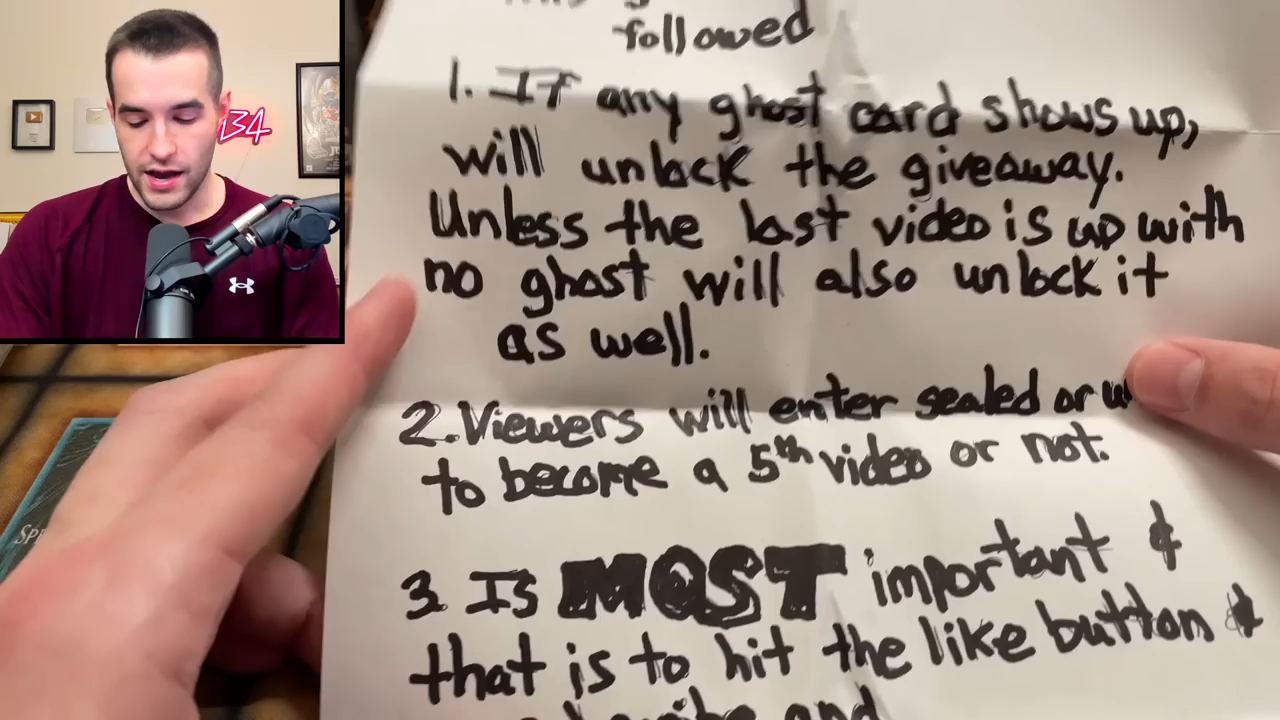 followed
1. If any ghost card shows up,
will unlock the giveaway.
Unless the last video is up with
no ghost will also unlock it
as well.
2. Viewers will enter sealed or
to become a 5th video or not.
3. Is MOST important &
that is to hit the like button &
and
134